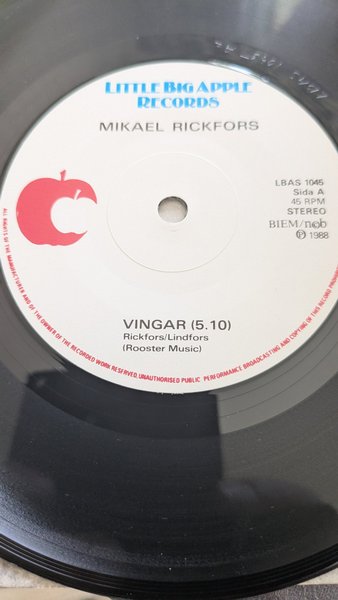 LITTLE BIG APPLE
RECORDS
MIKAEL RICKFORS
LBAS 1045
Sida A
45 RPM
STEREO
BIEM/n©b
℗ 1988
VINGAR (5.10)
Rickfors/Lindfors
(Rooster Music)
ALL RIGHTS OF THE MANUFACTURER AND OF THE OWNER OF THE RECORDED WORK RESERVED. UNAUTHORISED PUBLIC PERFORMANCE BROADCASTING AND COPYING OF THIS RECORD